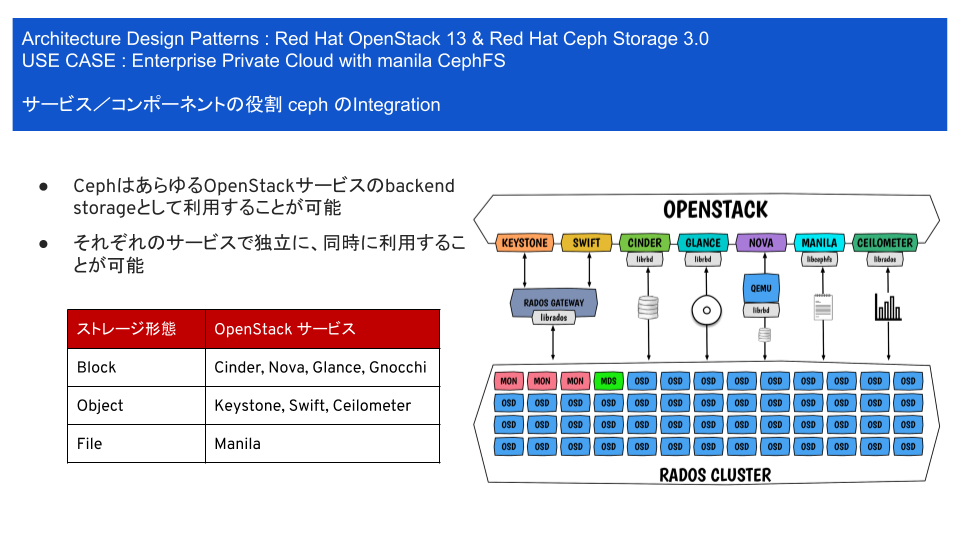 Architecture Design Patterns : Red Hat OpenStack 13 & Red Hat Ceph Storage 3.0
USE CASE : Enterprise Private Cloud with manila CephFS
サービス／コンポーネントの役割 ceph のIntegration
● CephはあらゆるOpenStackサービスのbackend
storageとして利用することが可能
● それぞれのサービスで独立に、同時に利用するこ
とが可能
ストレージ形態 OpenStack サービス
Block Cinder, Nova, Glance, Gnocchi
Object Keystone, Swift, Ceilometer
File Manila
OPENSTACK
KEYSTONE SWIFT CINDER GLANCE NOVA MANILA CEILOMETER
librbd librbd libcephfs librados
QEMU
librbd
RADOS GATEWAY
librados
MON MON MON MDS OSD OSD OSD OSD OSD OSD OSD OSD OSD
OSD OSD OSD OSD OSD OSD OSD OSD OSD OSD OSD OSD OSD
OSD OSD OSD OSD OSD OSD OSD OSD OSD OSD OSD OSD OSD
OSD OSD OSD OSD OSD OSD OSD OSD OSD OSD OSD OSD OSD
RADOS CLUSTER